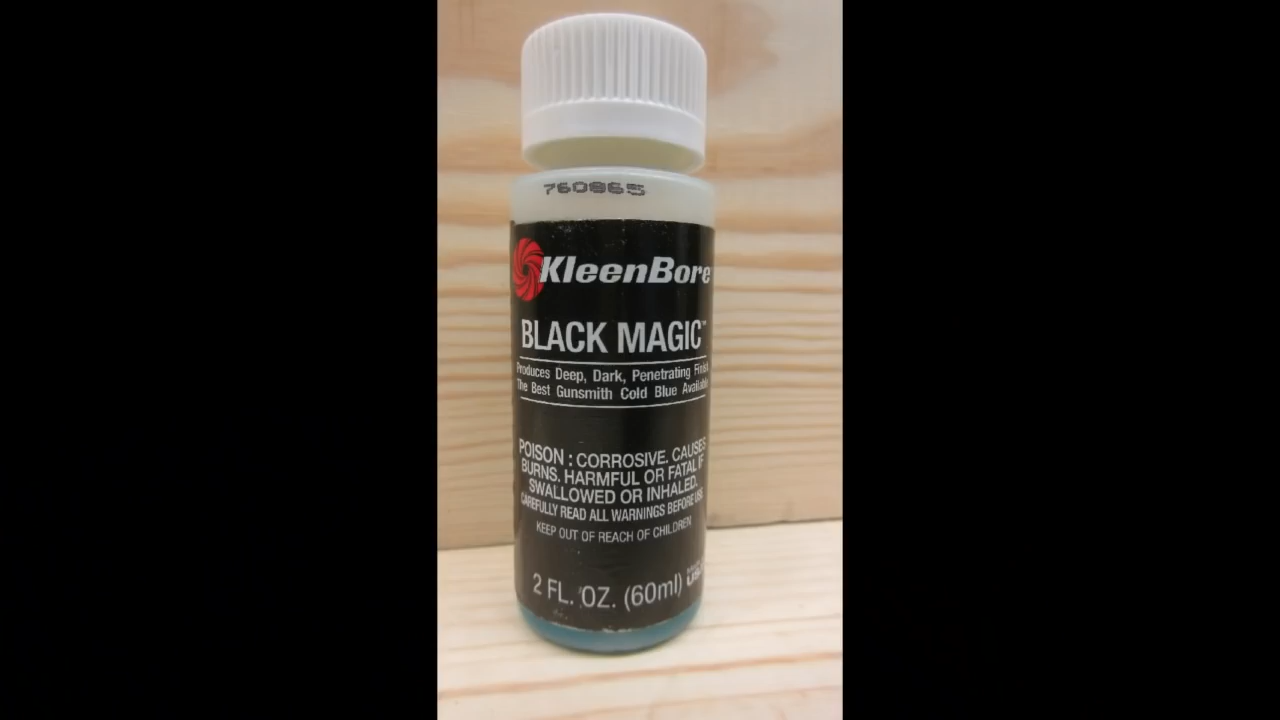 760865
KleenBore
BLACK MAGIC™
Produces Deep, Dark, Penetrating Finish
The Best Gunsmith Cold Blue Available
POISON : CORROSIVE. CAUSES
BURNS. HARMFUL OR FATAL IF
SWALLOWED OR INHALED.
CAREFULLY READ ALL WARNINGS BEFORE USE
KEEP OUT OF REACH OF CHILDREN
2 FL. OZ. (60ml)
USA